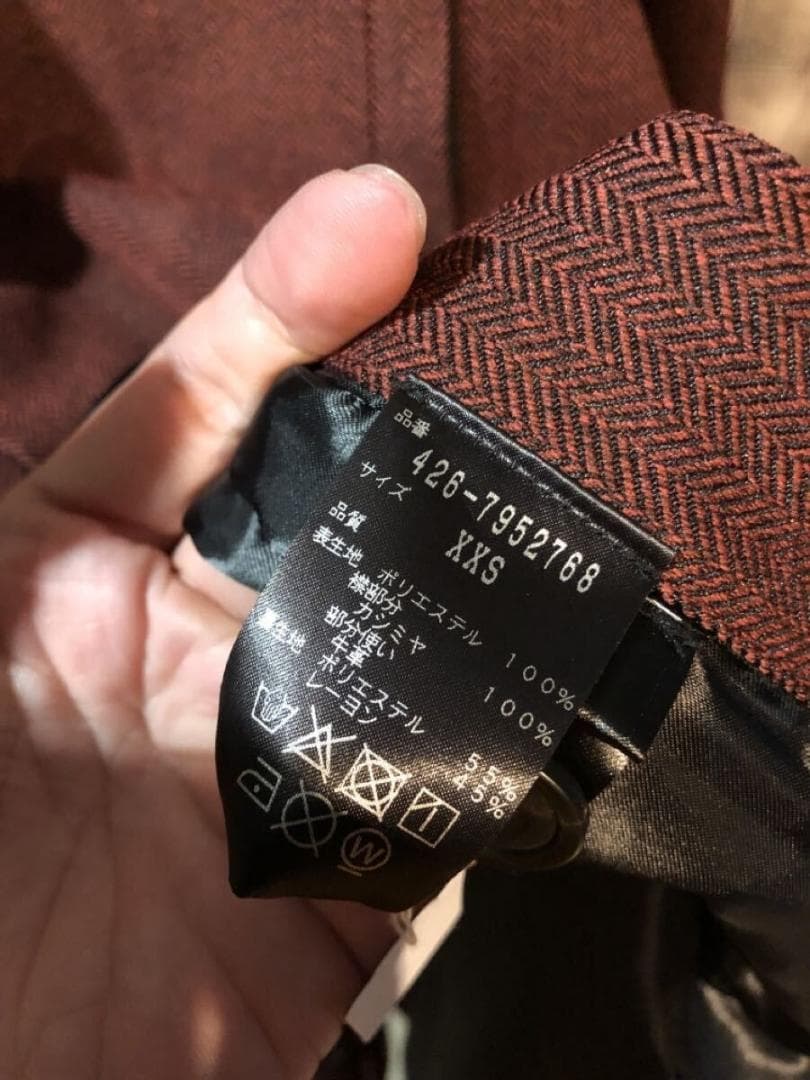 品番
426-7952768
サイズ
XXS
品質
表生地 ポリエステル 100%
襟部分
カシミヤ 100%
部分使い
牛革
裏生地 ポリエステル 55%
レーヨン 45%
W